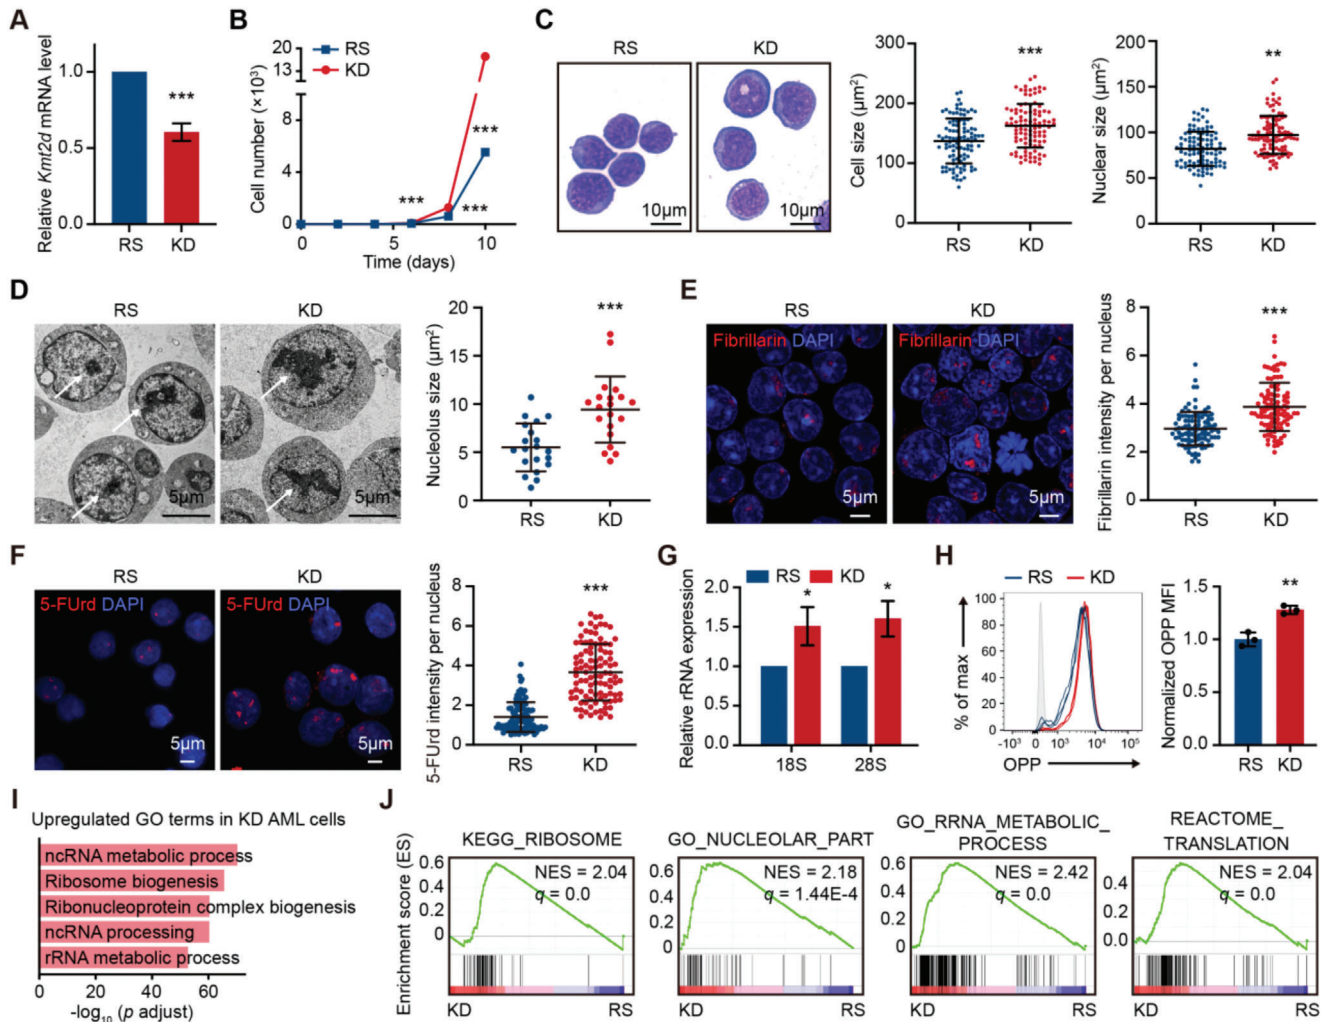 A
Relative Kmt2d mRNA level
1.0
0.5
0.0
***
RS
KD
B
RS
KD
Cell number (×10³)
20
13
8
4
0
***
***
***
0
5
10
Time (days)
C
RS
KD
10μm
10μm
Cell size (μm²)
300
200
100
0
***
RS
KD
Nuclear size (μm²)
200
150
100
50
0
**
RS
KD
D
RS
KD
5μm
5μm
Nucleolus size (μm²)
20
15
10
5
0
***
RS
KD
E
RS
KD
Fibrillarin DAPI
Fibrillarin DAPI
5μm
5μm
Fibrillarin intensity per nucleus
8
6
4
2
0
***
RS
KD
F
RS
KD
5-FUrd DAPI
5-FUrd DAPI
5μm
5μm
5-FUrd intensity per nucleus
8
6
4
2
0
***
RS
KD
G
RS
KD
Relative rRNA expression
2.0
1.5
1.0
0.5
0.0
*
*
18S
28S
H
RS
KD
% of max
100
80
60
40
20
0
-10³
0
10³
10⁴
10⁵
OPP
Normalized OPP MFI
1.5
1.0
0.5
0.0
**
RS
KD
I
Upregulated GO terms in KD AML cells
ncRNA metabolic process
Ribosome biogenesis
Ribonucleoprotein complex biogenesis
ncRNA processing
rRNA metabolic process
0
20
40
60
-log₁₀ (p adjust)
J
Enrichment score (ES)
KEGG_RIBOSOME
0.6
0.4
0.2
0
NES = 2.04
q = 0.0
KD
RS
GO_NUCLEOLAR_PART
0.6
0.4
0.2
0
NES = 2.18
q = 1.44E-4
KD
RS
GO_RRNA_METABOLIC_
PROCESS
0.6
0.4
0.2
0
NES = 2.42
q = 0.0
KD
RS
REACTOME_
TRANSLATION
0.4
0.2
0.0
NES = 2.04
q = 0.0
KD
RS